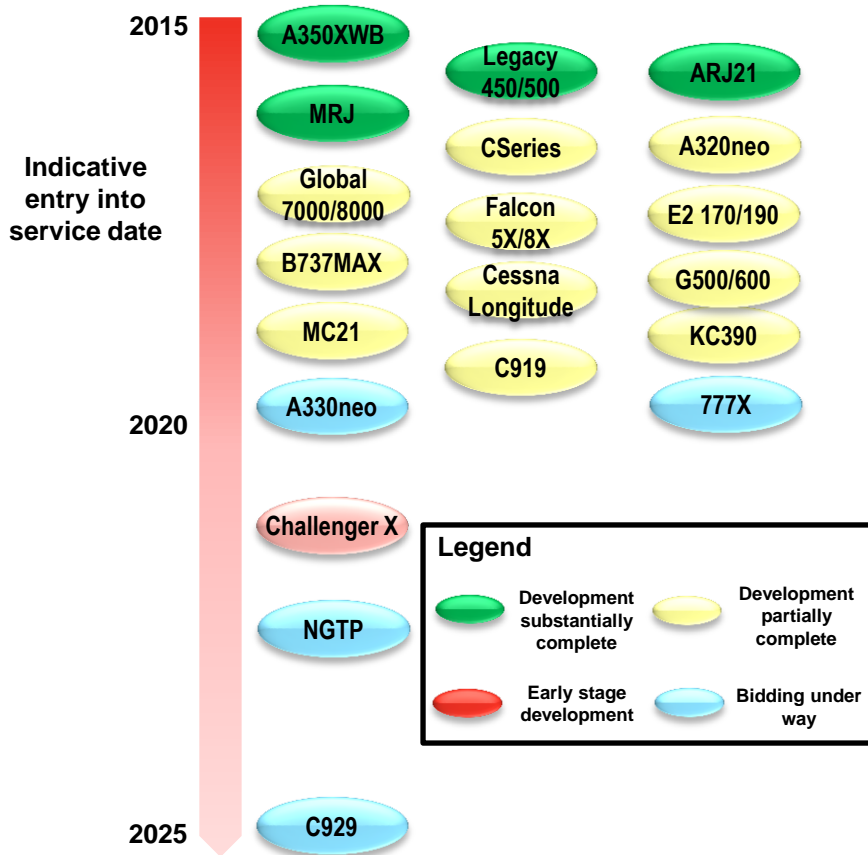 2015
A350XWB
Legacy
450/500
ARJ21
MRJ
CSeries
A320neo
Indicative
entry into
service date
Global
7000/8000
Falcon
5X/8X
E2 170/190
B737MAX
Cessna
Longitude
G500/600
MC21
KC390
C919
A330neo
777X
2020
Challenger X
Legend
Development
substantially
complete
Development
partially
complete
NGTP
Early stage
development
Bidding under
way
2025
C929